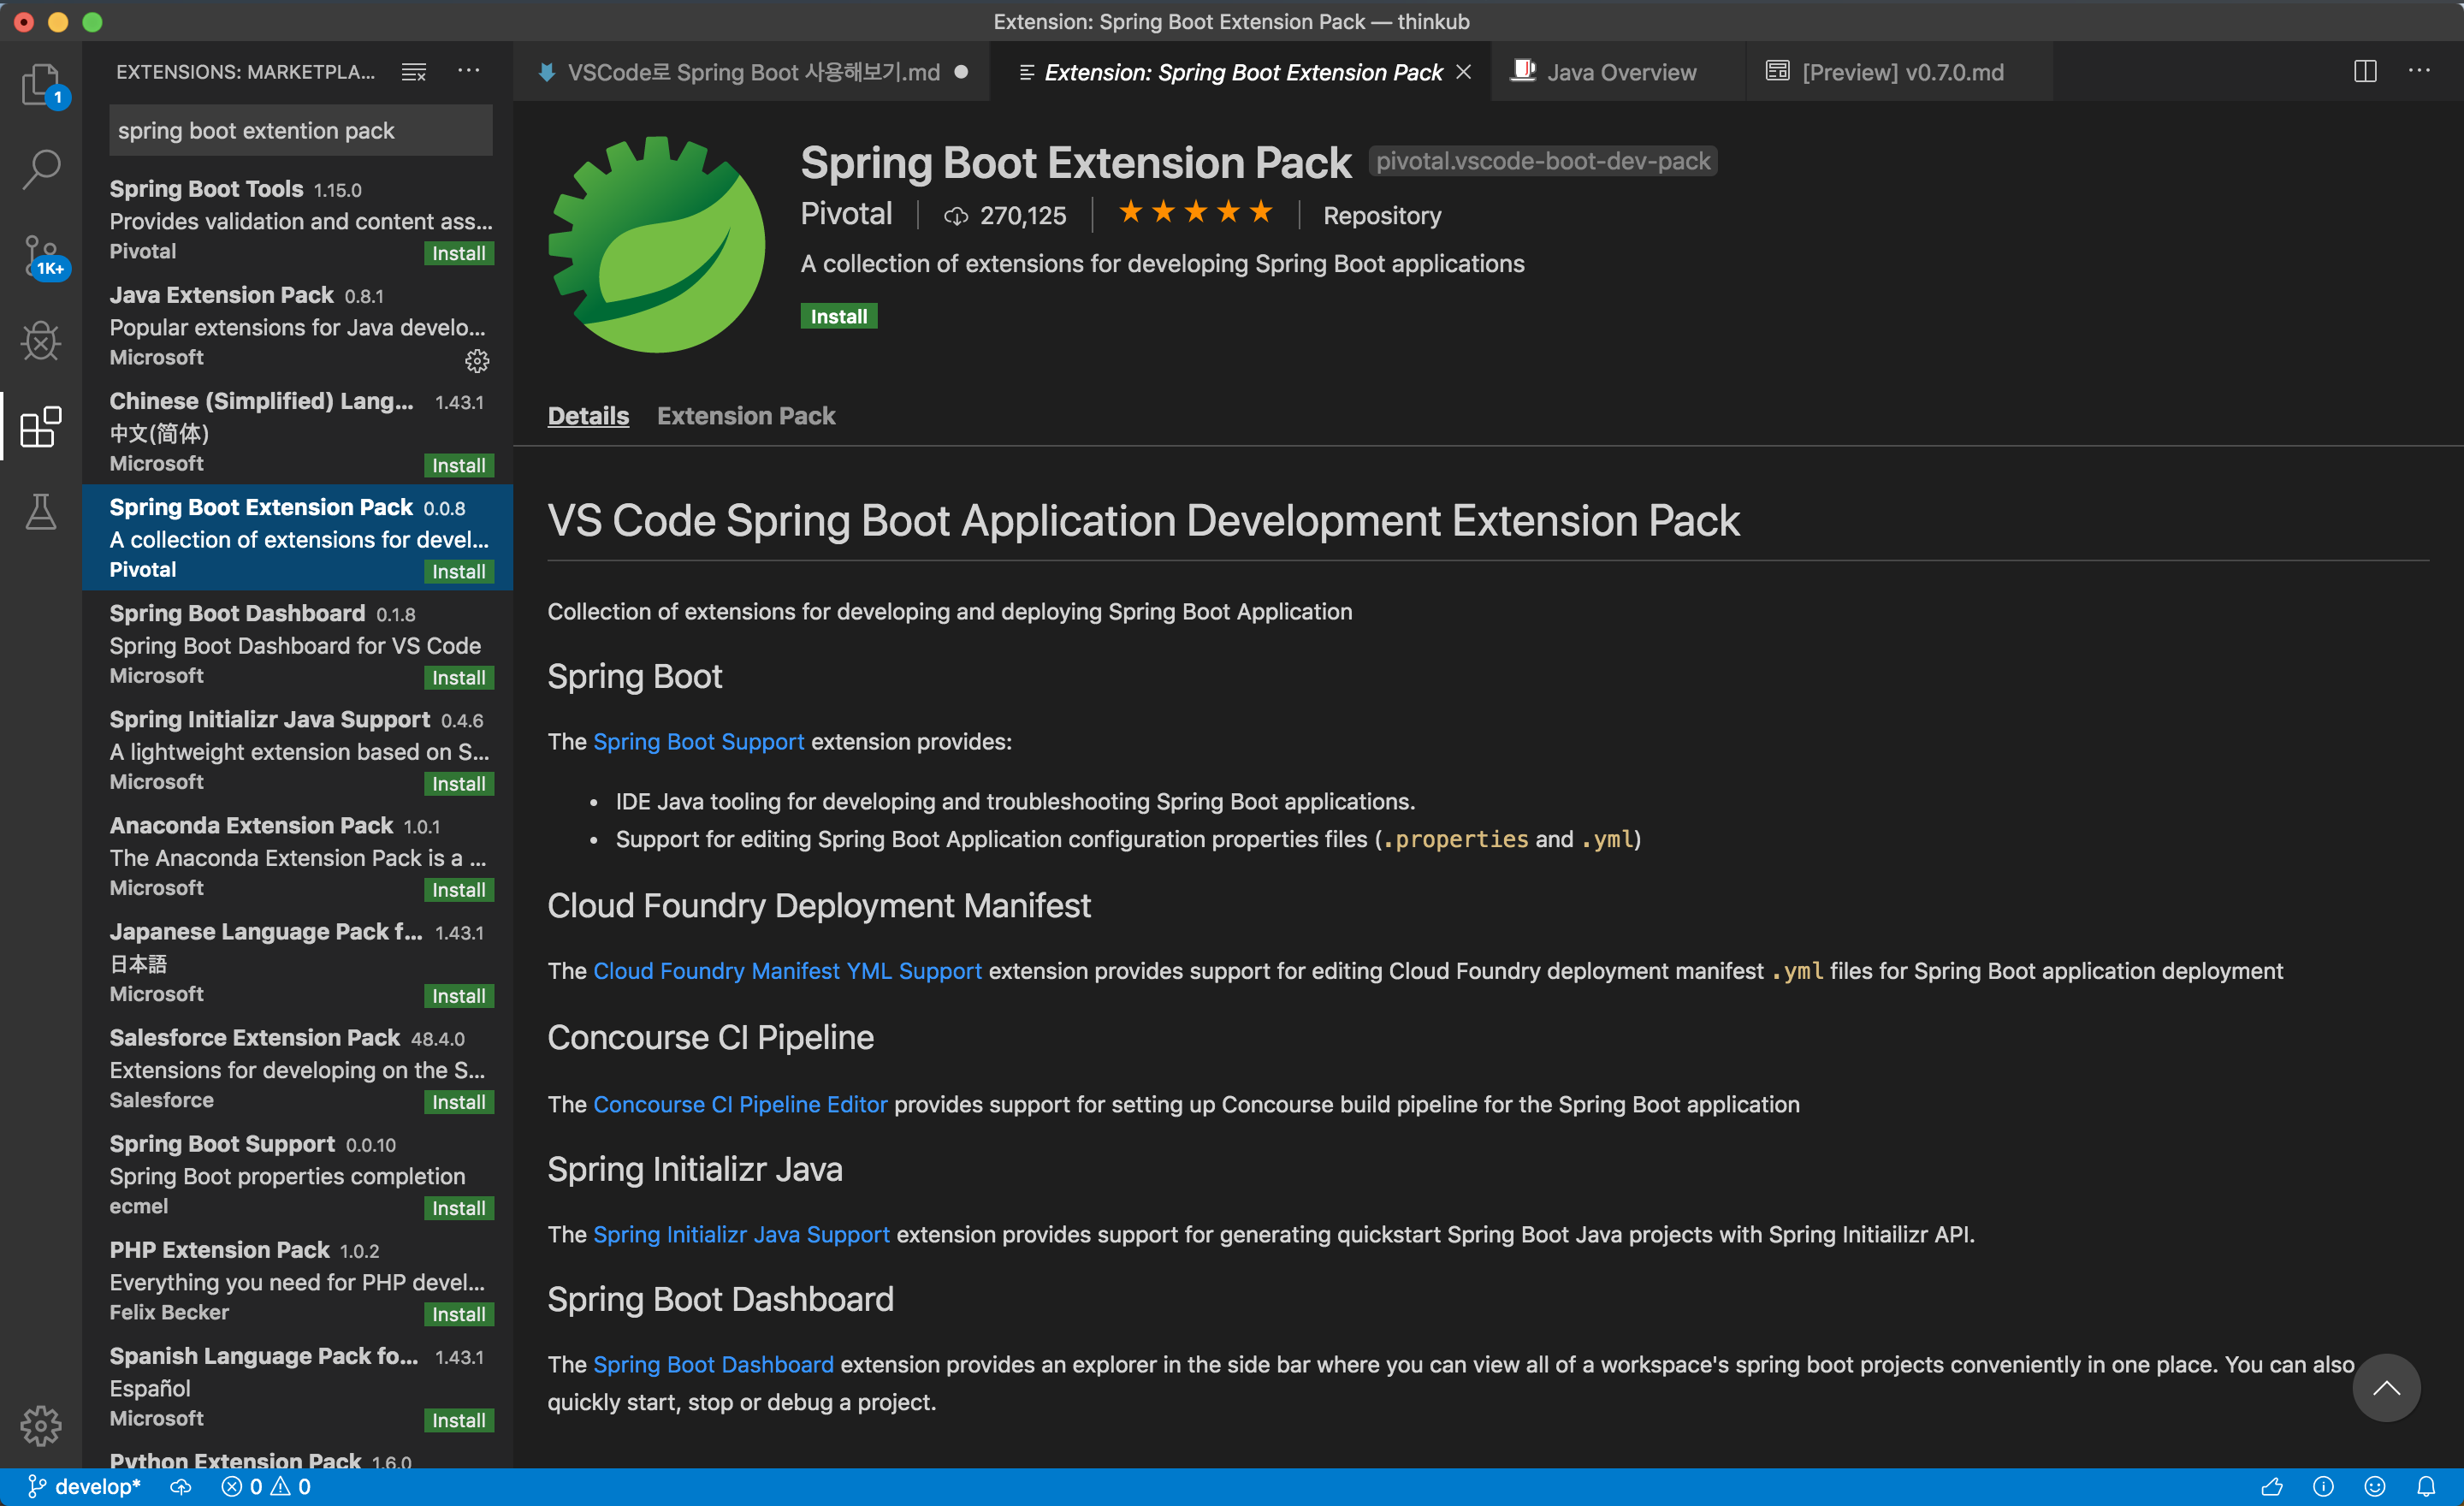 Extension: Spring Boot Extension Pack — thinkub
EXTENSIONS: MARKETPLA...
VSCode로 Spring Boot 사용해보기.md
Extension: Spring Boot Extension Pack
Java Overview
[Preview] v0.7.0.md
1
1K+
spring boot extention pack
Spring Boot Tools 1.15.0
Provides validation and content ass...
Pivotal Install
Java Extension Pack 0.8.1
Popular extensions for Java develo...
Microsoft
Chinese (Simplified) Lang... 1.43.1
中文(简体)
Microsoft Install
Spring Boot Extension Pack 0.0.8
A collection of extensions for devel...
Pivotal Install
Spring Boot Dashboard 0.1.8
Spring Boot Dashboard for VS Code
Microsoft Install
Spring Initializr Java Support 0.4.6
A lightweight extension based on S...
Microsoft Install
Anaconda Extension Pack 1.0.1
The Anaconda Extension Pack is a ...
Microsoft Install
Japanese Language Pack f... 1.43.1
日本語
Microsoft Install
Salesforce Extension Pack 48.4.0
Extensions for developing on the S...
Salesforce Install
Spring Boot Support 0.0.10
Spring Boot properties completion
ecmel Install
PHP Extension Pack 1.0.2
Everything you need for PHP devel...
Felix Becker Install
Spanish Language Pack fo... 1.43.1
Español
Microsoft Install
Python Extension Pack 1.6.0
Spring Boot Extension Pack pivotal.vscode-boot-dev-pack
Pivotal 270,125 Repository
A collection of extensions for developing Spring Boot applications
Install
Details Extension Pack
VS Code Spring Boot Application Development Extension Pack
Collection of extensions for developing and deploying Spring Boot Application
Spring Boot
The Spring Boot Support extension provides:
• IDE Java tooling for developing and troubleshooting Spring Boot applications.
• Support for editing Spring Boot Application configuration properties files (.properties and .yml)
Cloud Foundry Deployment Manifest
The Cloud Foundry Manifest YML Support extension provides support for editing Cloud Foundry deployment manifest .yml files for Spring Boot application deployment
Concourse CI Pipeline
The Concourse CI Pipeline Editor provides support for setting up Concourse build pipeline for the Spring Boot application
Spring Initializr Java
The Spring Initializr Java Support extension provides support for generating quickstart Spring Boot Java projects with Spring Initiailizr API.
Spring Boot Dashboard
The Spring Boot Dashboard extension provides an explorer in the side bar where you can view all of a workspace's spring boot projects conveniently in one place. You can also
quickly start, stop or debug a project.
develop* 0 0